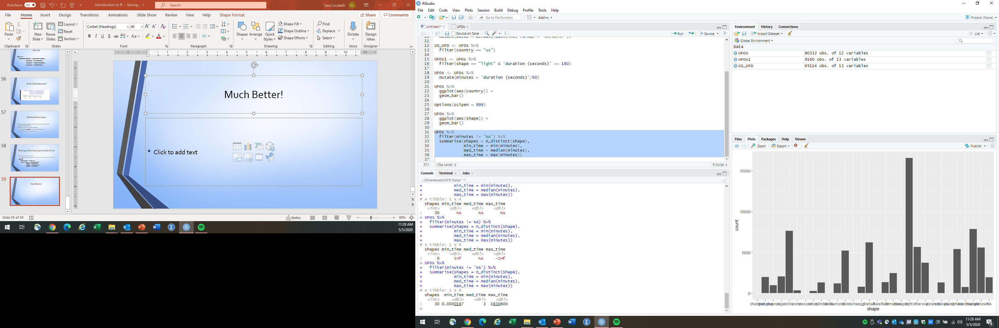 AutoSave On Introduction to R - Saving... Search Sara Locatelli SL
File Home Insert Design Transitions Animations Slide Show Review View Help Shape Format Share Comments
Paste New Slide Reuse Slides Layout Reset Section
Corbel (Headings) 40
Shapes Arrange Quick Styles Shape Fill Shape Outline Shape Effects
Find Replace Select Dictate Design Ideas
Clipboard Slides Font Paragraph Drawing Editing Voice Designer
My Code
56
Oh No! What Happened?
57
We Have Missing Values
58
Filtering and Summarizing at the Same Time
59
Much Better!
Much Better!
Click to add text
Slide 59 of 59 Notes 68%
11:28 AM
5/5/2020
RStudio
File Edit Code View Plots Session Build Debug Profile Tools Help
Go to file/function Addins Project: (None)
Untitled1* UFOs
Source on Save Run Source
11
12 US_UFO <- UFOs %>%
13 filter(country == "us")
14
15 UFOs1 <- UFOs %>%
16 filter(shape == "light" & `duration (seconds)` >= 180)
17
18 UFOs <- UFOs %>%
19 mutate(minutes = `duration (seconds)`/60)
20
21 UFOs %>%
22 ggplot(aes(country)) +
23 geom_bar()
24
25 options(scipen = 999)
26
27 UFOs %>%
28 ggplot(aes(shape)) +
29 geom_bar()
30
31 UFOs %>%
32 filter(minutes != 'NA') %>%
33 summarise(shapes = n_distinct(shape),
34 min_time = min(minutes),
35 med_time = median(minutes),
36 max_time = max(minutes))
37
37:1 (Top Level) R Script
Console Terminal Jobs
~/Downloads/UFO Data/
+ min_time = min(minutes),
+ med_time = median(minutes),
+ max_time = max(minutes))
# A tibble: 1 x 4
shapes min_time med_time max_time
<int> <dbl> <dbl> <dbl>
1 30 NA NA NA
> UFOs %>%
+ filter(minutes != NA) %>%
+ summarise(shapes = n_distinct(shape),
+ min_time = min(minutes),
+ med_time = median(minutes),
+ max_time = max(minutes))
# A tibble: 1 x 4
shapes min_time med_time max_time
<int> <dbl> <dbl> <dbl>
1 0 Inf NA -Inf
> UFOs %>%
+ filter(minutes != 'NA') %>%
+ summarise(shapes = n_distinct(shape),
+ min_time = min(minutes),
+ med_time = median(minutes),
+ max_time = max(minutes))
# A tibble: 1 x 4
shapes min_time med_time max_time
<int> <dbl> <dbl> <dbl>
1 30 0.0000167 3 1630600
>
Environment History Connections
Import Dataset List
Global Environment
Data
UFOs 80332 obs. of 12 variables
UFOs1 9160 obs. of 13 variables
US_UFO 65114 obs. of 13 variables
Files Plots Packages Help Viewer
Zoom Export Publish
15000
10000
5000
0
count
shape
11:28 AM
5/5/2020